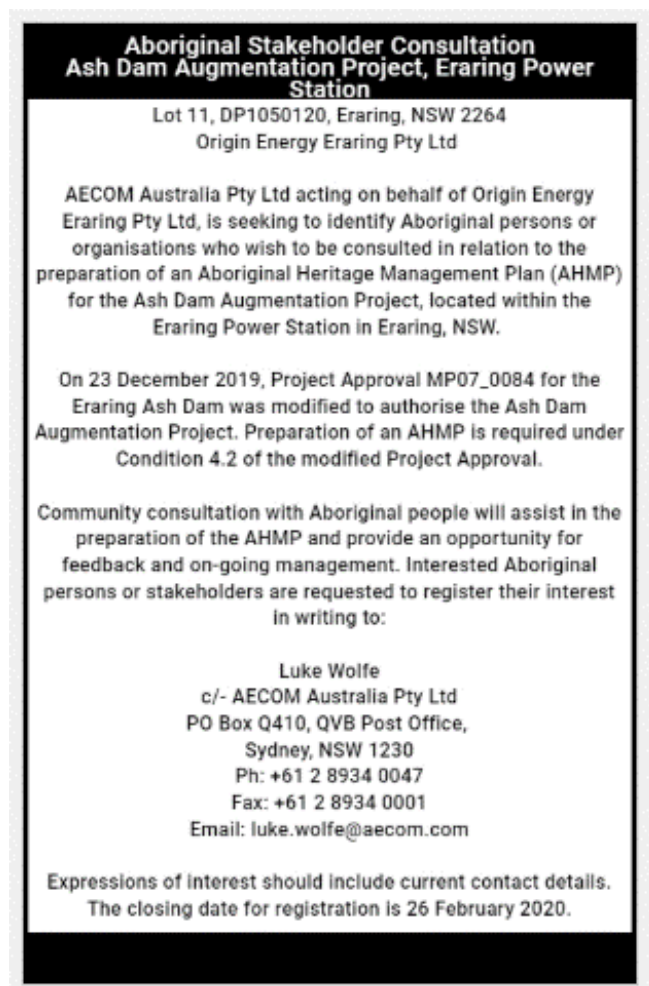 Aboriginal Stakeholder Consultation
Ash Dam Augmentation Project, Eraring Power
Station
Lot 11, DP1050120, Eraring, NSW 2264
Origin Energy Eraring Pty Ltd
AECOM Australia Pty Ltd acting on behalf of Origin Energy
Eraring Pty Ltd, is seeking to identify Aboriginal persons or
organisations who wish to be consulted in relation to the
preparation of an Aboriginal Heritage Management Plan (AHMP)
for the Ash Dam Augmentation Project, located within the
Eraring Power Station in Eraring, NSW.
On 23 December 2019, Project Approval MP07_0084 for the
Eraring Ash Dam was modified to authorise the Ash Dam
Augmentation Project. Preparation of an AHMP is required under
Condition 4.2 of the modified Project Approval.
Community consultation with Aboriginal people will assist in the
preparation of the AHMP and provide an opportunity for
feedback and on-going management. Interested Aboriginal
persons or stakeholders are requested to register their interest
in writing to:
Luke Wolfe
c/- AECOM Australia Pty Ltd
PO Box Q410, QVB Post Office,
Sydney, NSW 1230
Ph: +61 2 8934 0047
Fax: +61 2 8934 0001
Email: luke.wolfe@aecom.com
Expressions of interest should include current contact details.
The closing date for registration is 26 February 2020.